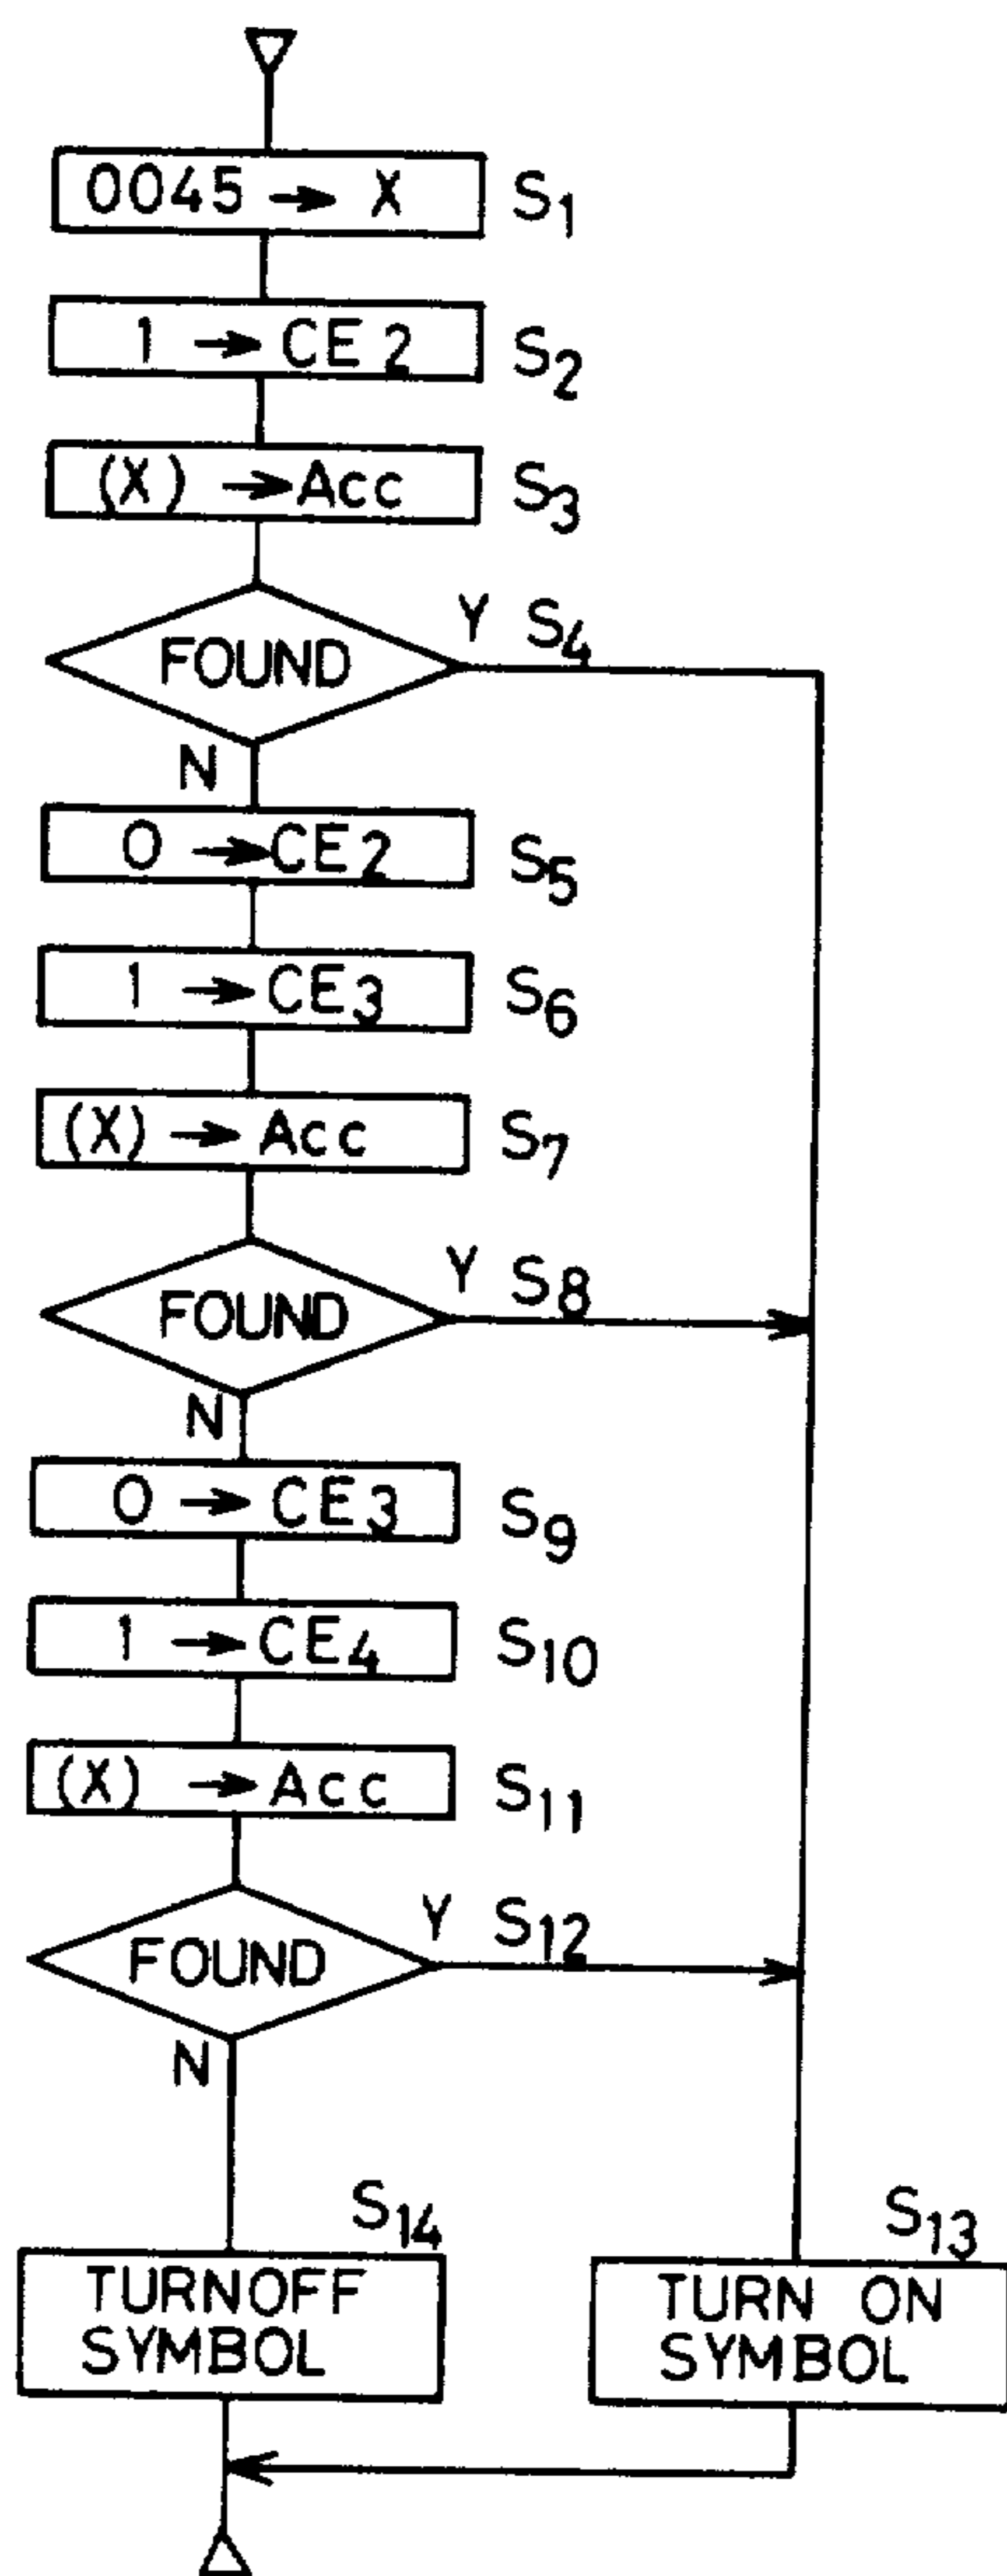 0045 → X S1
1 → CE2 S2
(X) → Acc S3
Y S4
FOUND
N
0 → CE2 S5
1 → CE3 S6
(X) → Acc S7
Y S8
FOUND
N
0 → CE3 S9
1 → CE4 S10
(X) → Acc S11
Y S12
FOUND
N
S14
TURNOFF
SYMBOL
S13
TURN ON
SYMBOL